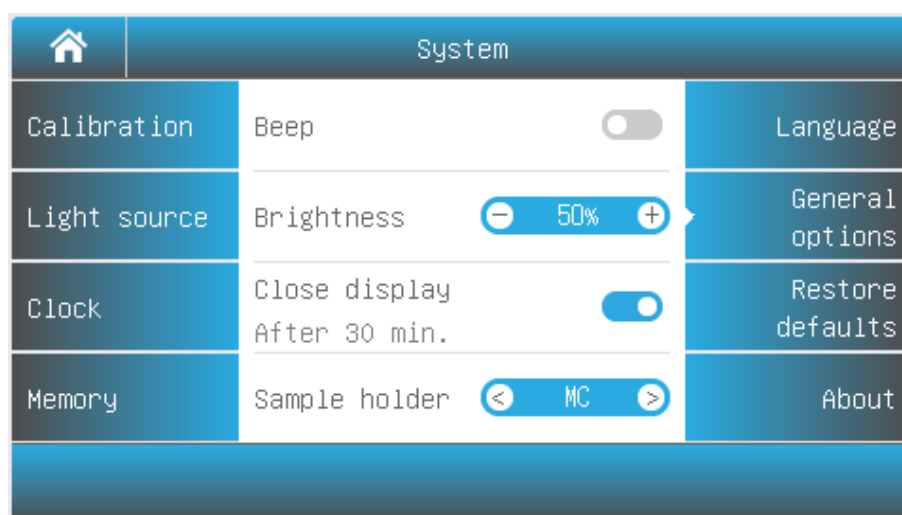 System
Calibration
Light source
Clock
Memory
Beep
Brightness
50%
Close display
After 30 min.
Sample holder
MC
Language
General
options
Restore
defaults
About